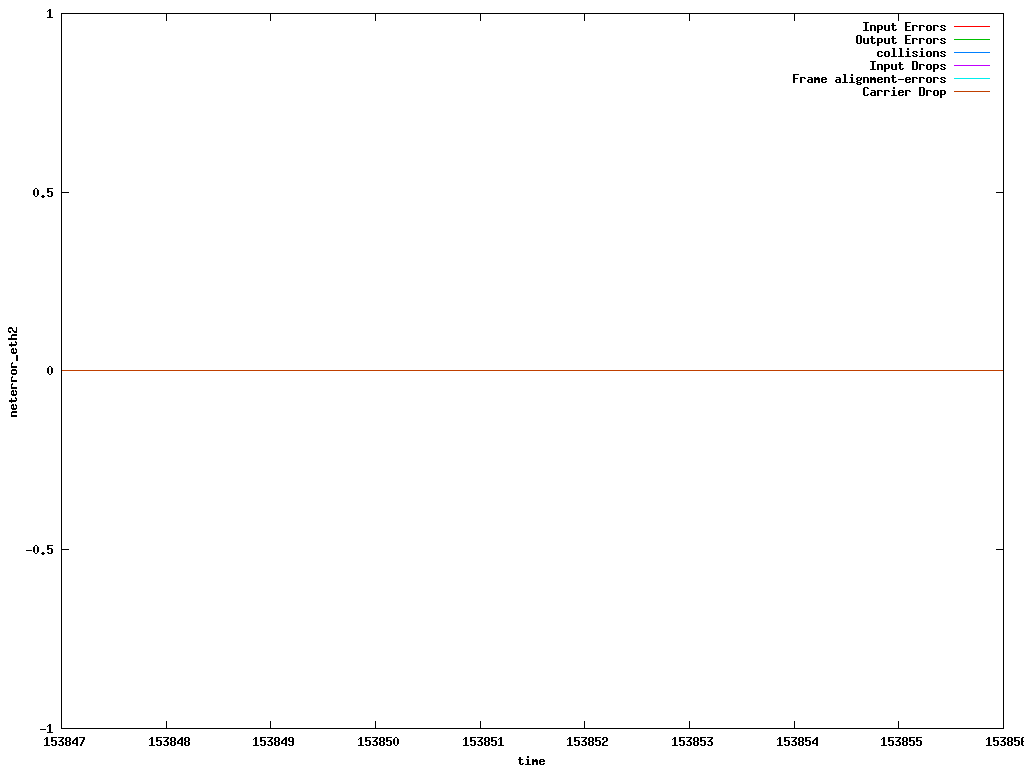 1
Input Errors
Output Errors
collisions
Input Drops
Frame alignment-errors
Carrier Drop
0.5
neterror_eth2
0
-0.5
-1
153847 153848 153849 153850 153851 153852 153853 153854 153855 153856
time